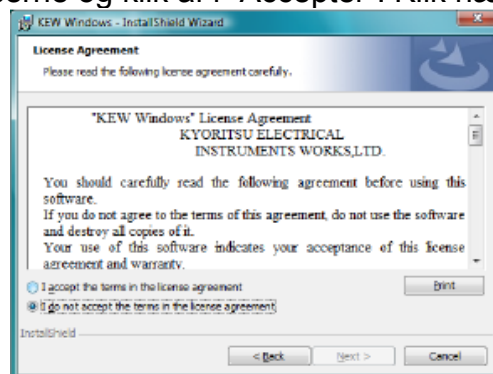 KEW Windows - InstallShield Wizard
License Agreement
Please read the following license agreement carefully.
"KEW Windows" License Agreement
KYORITSU ELECTRICAL
INSTRUMENTS WORKS,LTD.
You should carefully read the following agreement before using this
software.
If you do not agree to the terms of this agreement, do not use the software
and destroy all copies of it.
Your use of this software indicates your acceptance of this license
agreement and warranty.
I accept the terms in the license agreement
Print
I do not accept the terms in the license agreement
InstallShield
< Back
Next >
Cancel